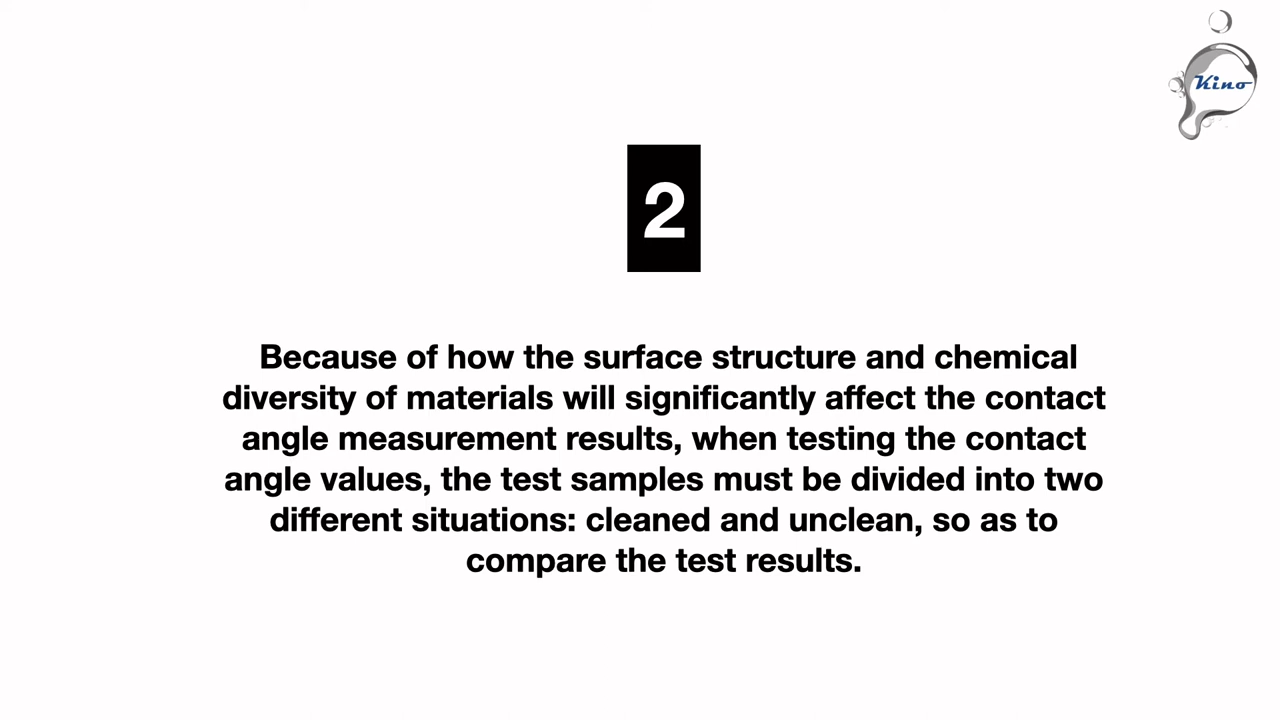 Kino
2
Because of how the surface structure and chemical
diversity of materials will significantly affect the contact
angle measurement results, when testing the contact
angle values, the test samples must be divided into two
different situations: cleaned and unclean, so as to
compare the test results.